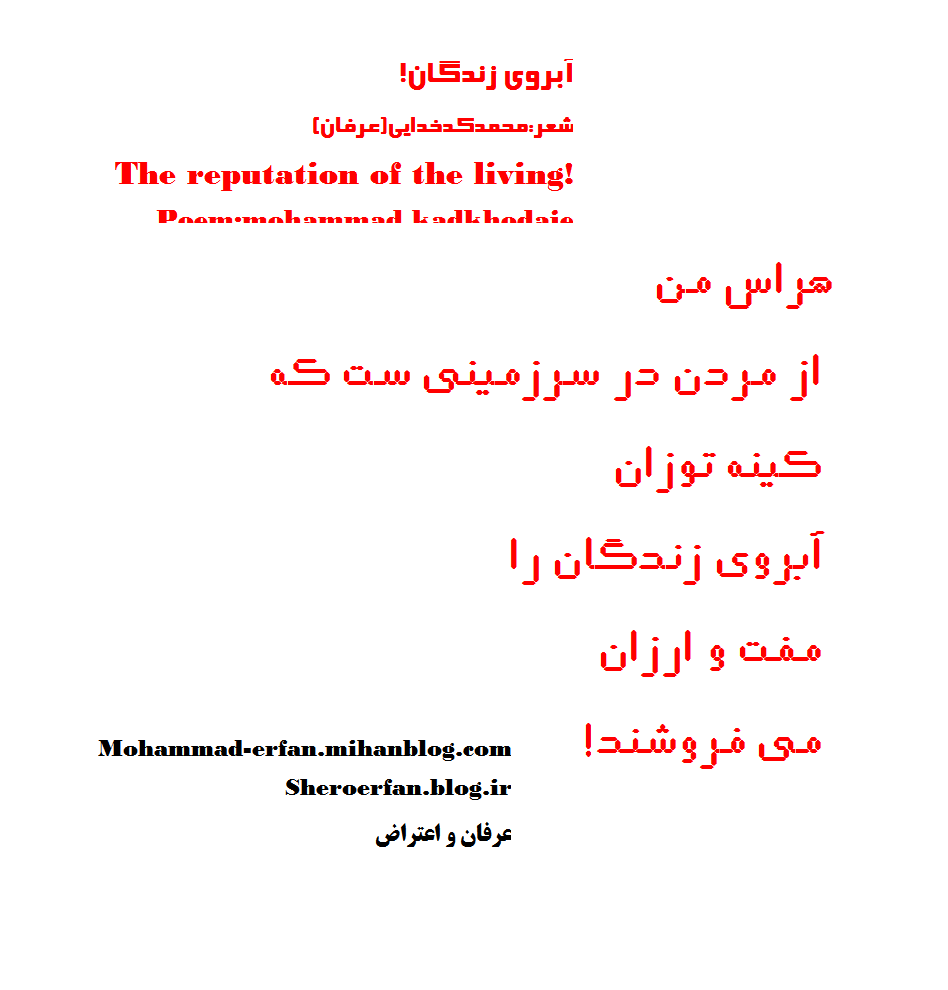 آبروی زندگان!
شعر:محمدکدخدایی(عرفان)
The reputation of the living!
Poem:mohammad kadkhodaie
هراس من
از مردن در سرزمینی ست که
کینه توزان
آبروی زندگان را
مفت و ارزان
می فروشند!
Mohammad-erfan.mihanblog.com
Sheroerfan.blog.ir
عرفان و اعتراض